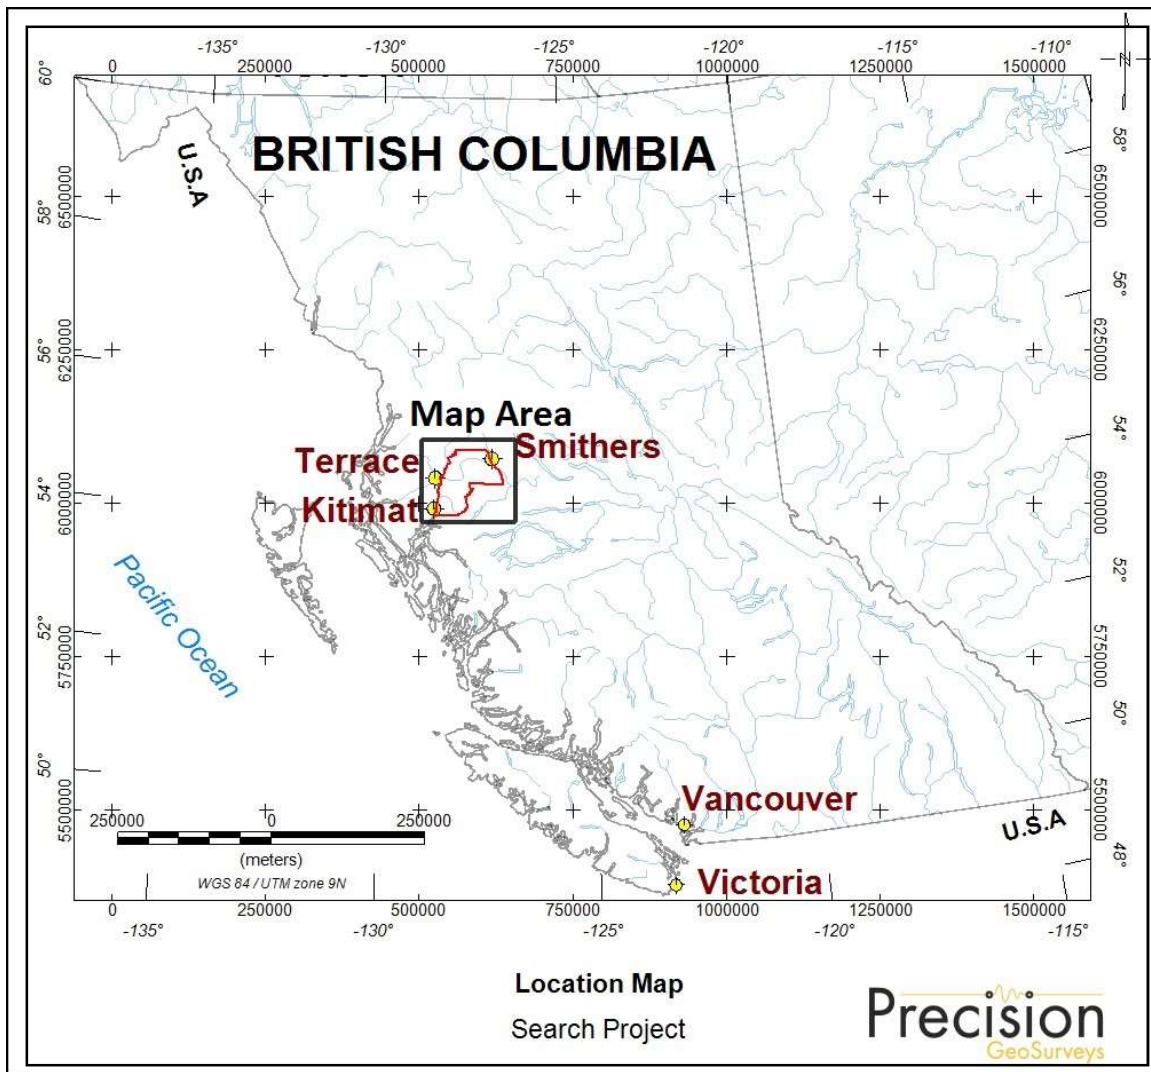 -135° -130° -125° -120° -115° -110°
0 250000 500000 750000 1000000 1250000 1500000
60°
58°
6500000
56°
6250000
54°
6000000
52°
5750000
50°
5500000
58°
6500000
56°
6250000
54°
6000000
52°
5750000
50°
5500000
48°
BRITISH COLUMBIA
U.S.A
Map Area
Smithers
Terrace
Kitimat
Pacific Ocean
Vancouver
U.S.A
Victoria
250000 0 250000
(meters)
WGS 84 / UTM zone 9N
0 250000 500000 750000 1000000 1250000 1500000
-135° -130° -125° -120° -115°
Location Map
Search Project
Precision
GeoSurveys